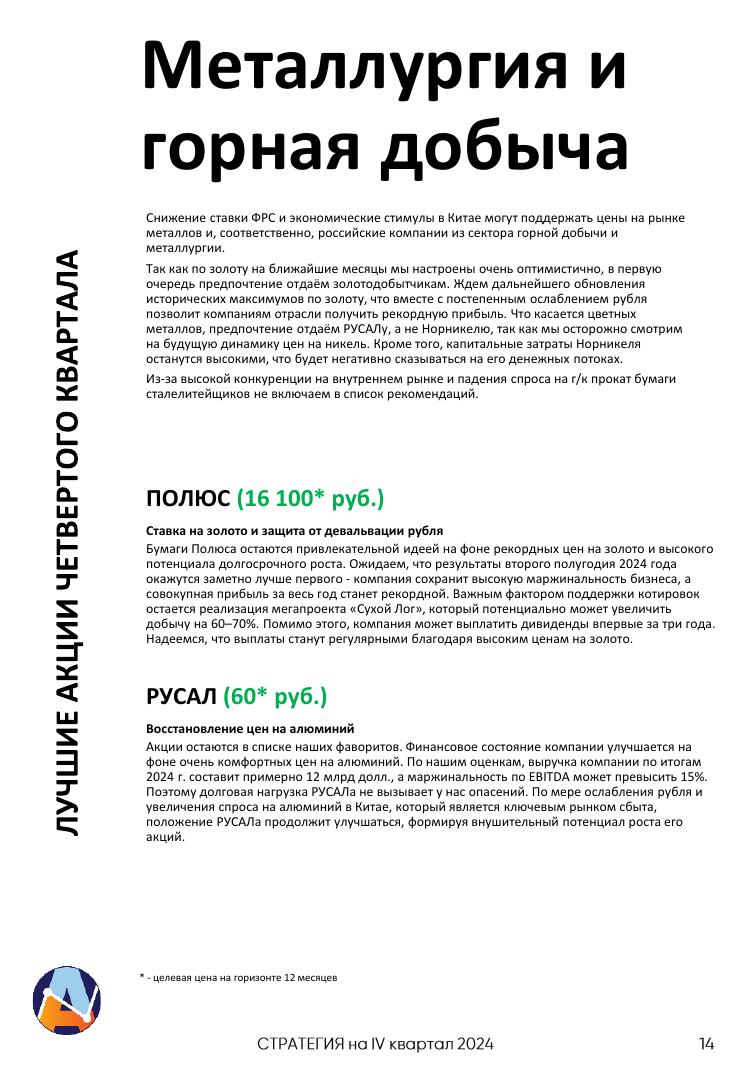 Металлургия и
горная добыча
ЛУЧШИЕ АКЦИИ ЧЕТВЕРТОГО КВАРТАЛА
Снижение ставки ФРС и экономические стимулы в Китае могут поддержать цены на рынке
металлов и, соответственно, российские компании из сектора горной добычи и
металлургии.
Так как по золоту на ближайшие месяцы мы настроены очень оптимистично, в первую
очередь предпочтение отдаём золотодобытчикам. Ждем дальнейшего обновления
исторических максимумов по золоту, что вместе с постепенным ослаблением рубля
позволит компаниям отрасли получить рекордную прибыль. Что касается цветных
металлов, предпочтение отдаём РУСАЛу, а не Норникелю, так как мы осторожно смотрим
на будущую динамику цен на никель. Кроме того, капитальные затраты Норникеля
останутся высокими, что будет негативно сказываться на его денежных потоках.
Из-за высокой конкуренции на внутреннем рынке и падения спроса на г/к прокат бумаги
сталелитейщиков не включаем в список рекомендаций.
ПОЛЮС (16 100* руб.)
Ставка на золото и защита от девальвации рубля
Бумаги Полюса остаются привлекательной идеей на фоне рекордных цен на золото и высокого
потенциала долгосрочного роста. Ожидаем, что результаты второго полугодия 2024 года
окажутся заметно лучше первого - компания сохранит высокую маржинальность бизнеса, а
совокупная прибыль за весь год станет рекордной. Важным фактором поддержки котировок
остается реализация мегапроекта «Сухой Лог», который потенциально может увеличить
добычу на 60–70%. Помимо этого, компания может выплатить дивиденды впервые за три года.
Надеемся, что выплаты станут регулярными благодаря высоким ценам на золото.
РУСАЛ (60* руб.)
Восстановление цен на алюминий
Акции остаются в списке наших фаворитов. Финансовое состояние компании улучшается на
фоне очень комфортных цен на алюминий. По нашим оценкам, выручка компании по итогам
2024 г. составит примерно 12 млрд долл., а маржинальность по EBITDA может превысить 15%.
Поэтому долговая нагрузка РУСАЛа не вызывает у нас опасений. По мере ослабления рубля и
увеличения спроса на алюминий в Китае, который является ключевым рынком сбыта,
положение РУСАЛа продолжит улучшаться, формируя внушительный потенциал роста его
акций.
* - целевая цена на горизонте 12 месяцев
СТРАТЕГИЯ на IV квартал 2024
14